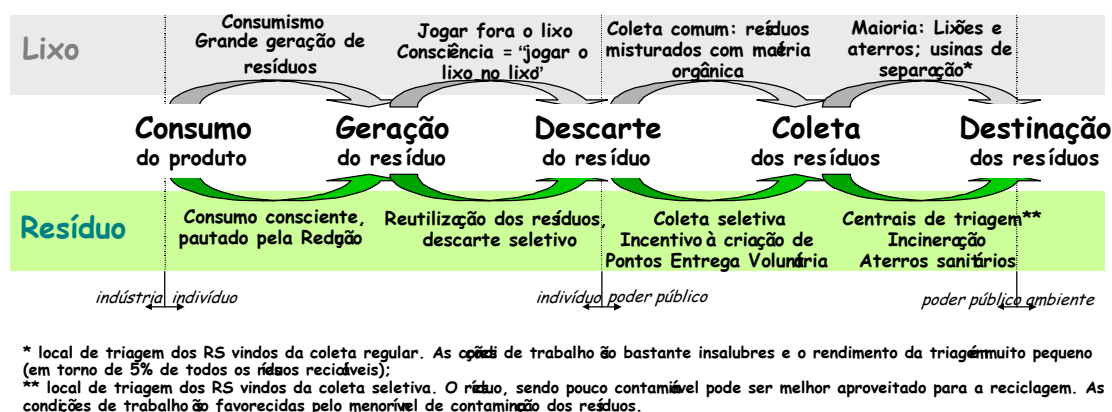 Lixo
Consumismo
Grande geração de
resíduos
Jogar fora o lixo
Consciência = “jogar o
lixo no lixo”
Coleta comum: resíduos
misturados com matéria
orgânica
Maioria: Lixões e
aterros; usinas de
separação*
Consumo
do produto
Geração
do resíduo
Descarte
do resíduo
Coleta
dos resíduos
Destinação
dos resíduos
Resíduo
Consumo consciente,
pautado pela Redução
Reutilização dos resíduos,
descarte seletivo
Coleta seletiva
Incentivo à criação de
Pontos Entrega Voluntária
Centrais de triagem**
Incineração
Aterros sanitários
indústria indivíduo
indivíduo poder público
poder público ambiente
* local de triagem dos RS vindos da coleta regular. As condições de trabalho são bastante insalubres e o rendimento da triagem é muito pequeno
(em torno de 5% de todos os resíduos recicláveis);
** local de triagem dos RS vindos da coleta seletiva. O resíduo, sendo pouco contaminável pode ser melhor aproveitado para a reciclagem. As
condições de trabalho são favorecidas pelo menor nível de contaminação dos resíduos.